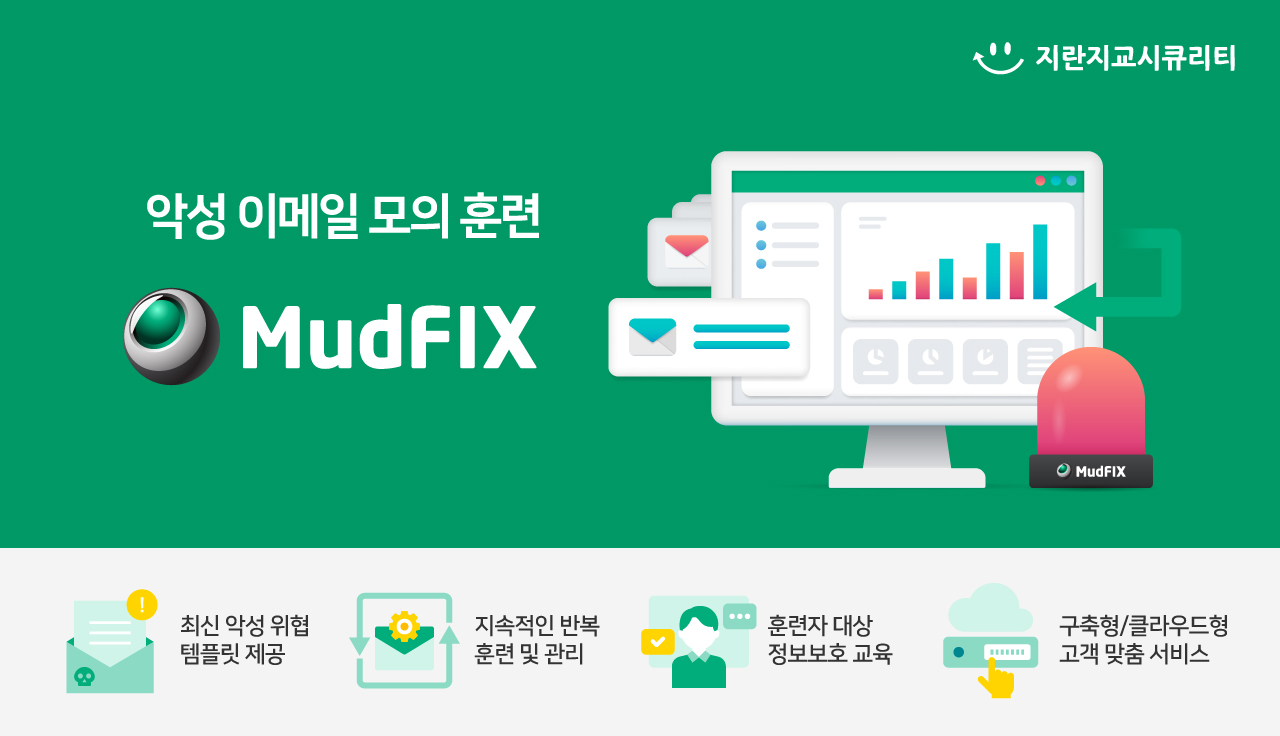 지란지교시큐리티
악성 이메일 모의 훈련
MudFIX
MudFIX
!
최신 악성 위협
템플릿 제공
지속적인 반복
훈련 및 관리
훈련자 대상
정보보호 교육
구축형/클라우드형
고객 맞춤 서비스